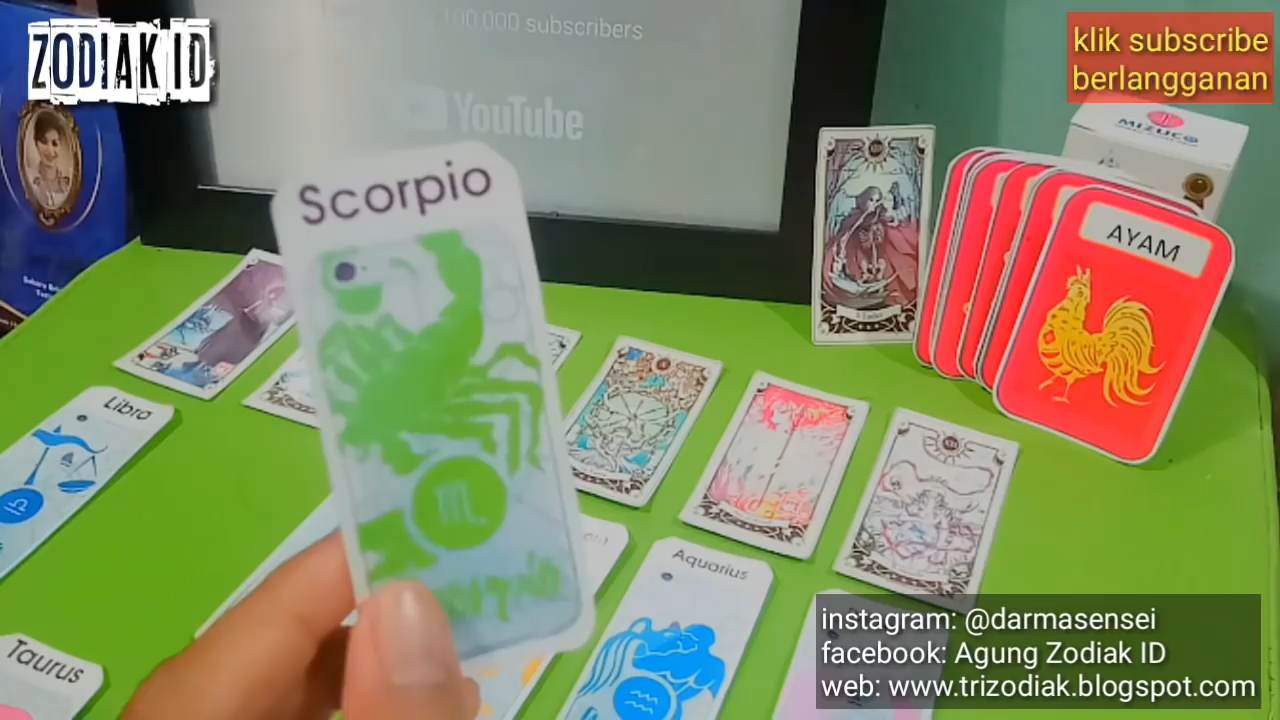 ZODIAK ID
100.000 subscribers
YouTube
klik subscribe
berlangganan
MIZUCO
AYAM
Scorpio
Libra
Aquarius
Taurus
instagram: @darmasensei
facebook: Agung Zodiak ID
web: www.trizodiak.blogspot.com